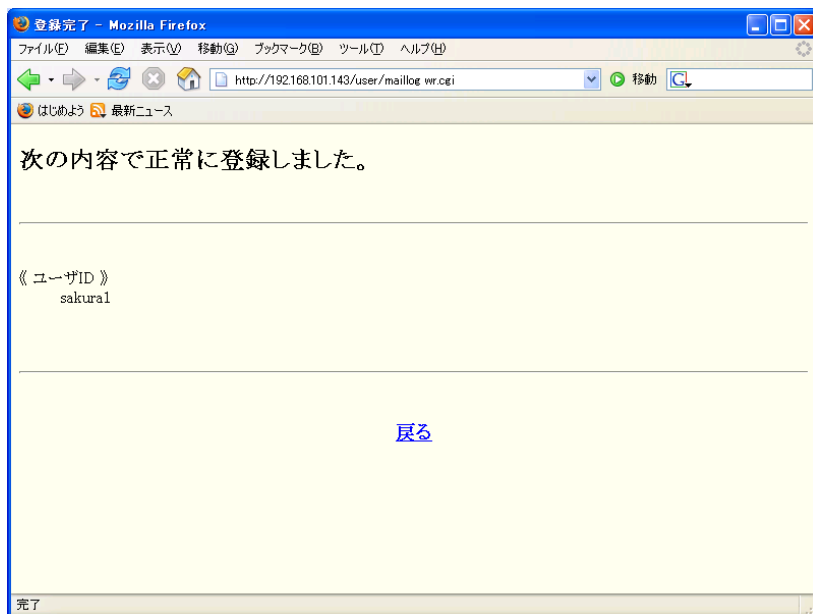 登録完了 - Mozilla Firefox
ファイル(F) 編集(E) 表示(V) 移動(G) ブックマーク(B) ツール(T) ヘルプ(H)
http://192.168.101.143/user/maillog_wr.cgi 移動 G
はじめよう 最新ニュース
次の内容で正常に登録しました。
《 ユーザID 》
sakura1
戻る
完了